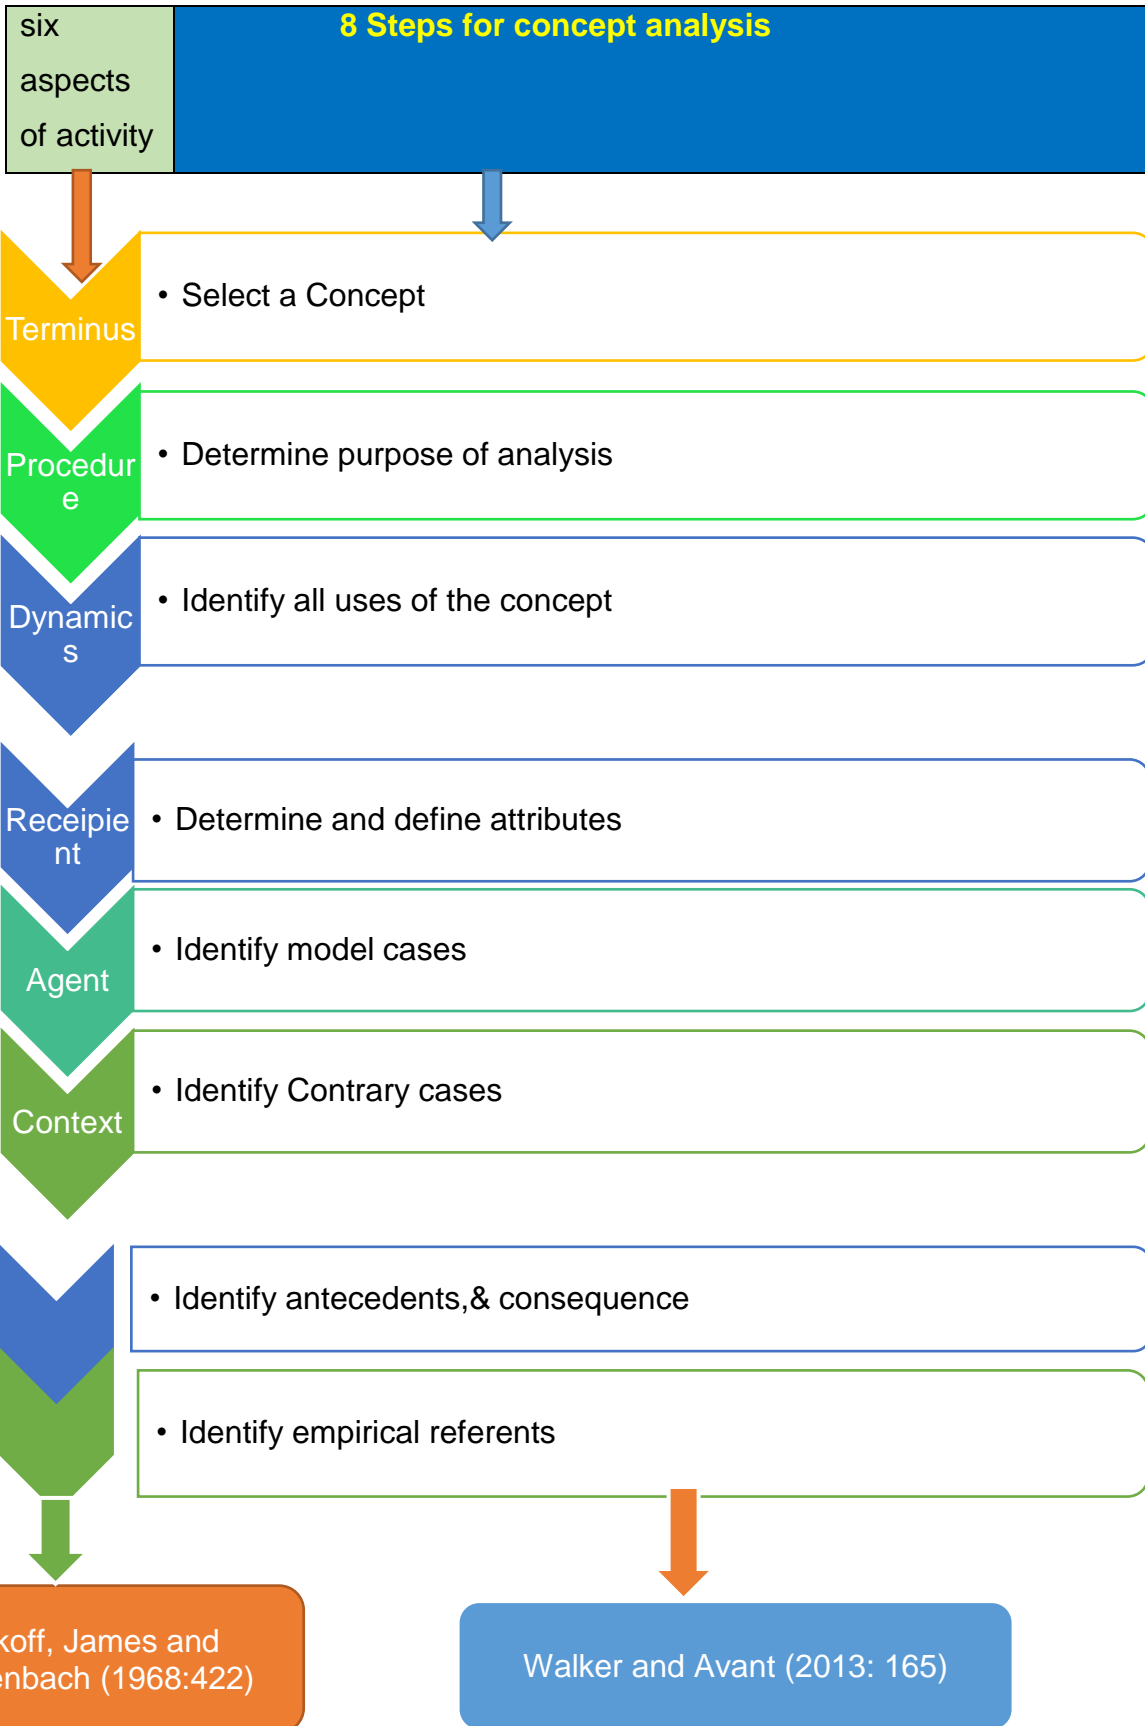 six
aspects
of activity
8 Steps for concept analysis
Terminus
• Select a Concept
Procedur
e
• Determine purpose of analysis
Dynamic
s
• Identify all uses of the concept
Receipie
nt
• Determine and define attributes
Agent
• Identify model cases
Context
• Identify Contrary cases
• Identify antecedents,& consequence
• Identify empirical referents
koff, James and
enbach (1968:422)
Walker and Avant (2013: 165)